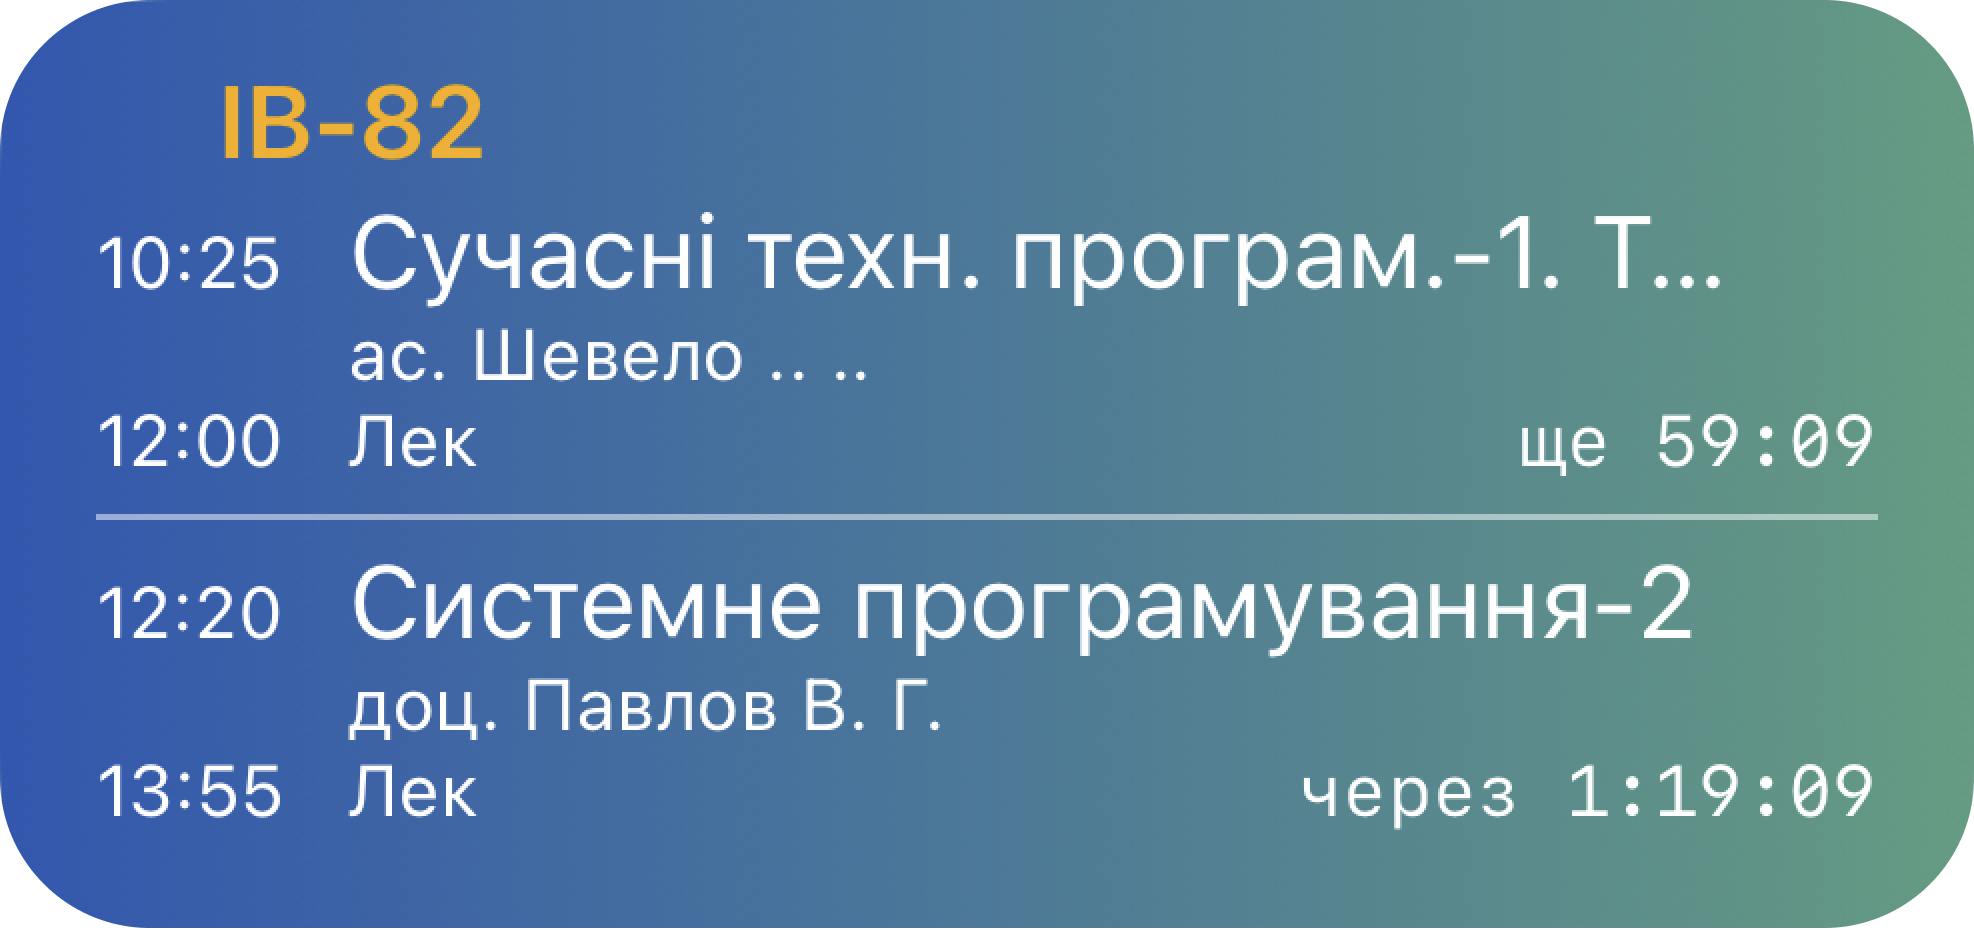 ІВ-82
10:25 Сучасні техн. програм.-1. Т...
ас. Шевело .. ..
12:00 Лек ще 59:09
12:20 Системне програмування-2
доц. Павлов В. Г.
13:55 Лек через 1:19:09